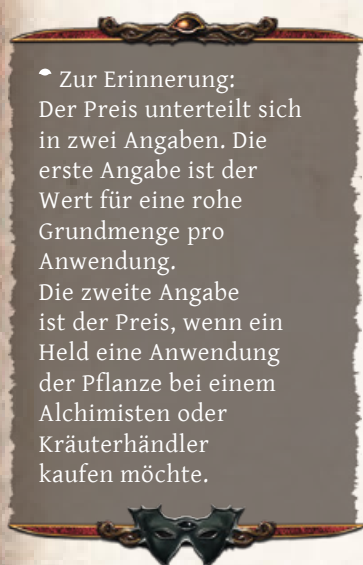 Zur Erinnerung:
Der Preis unterteilt sich
in zwei Angaben. Die
erste Angabe ist der
Wert für eine rohe
Grundmenge pro
Anwendung.
Die zweite Angabe
ist der Preis, wenn ein
Held eine Anwendung
der Pflanze bei einem
Alchimisten oder
Kräuterhändler
kaufen möchte.